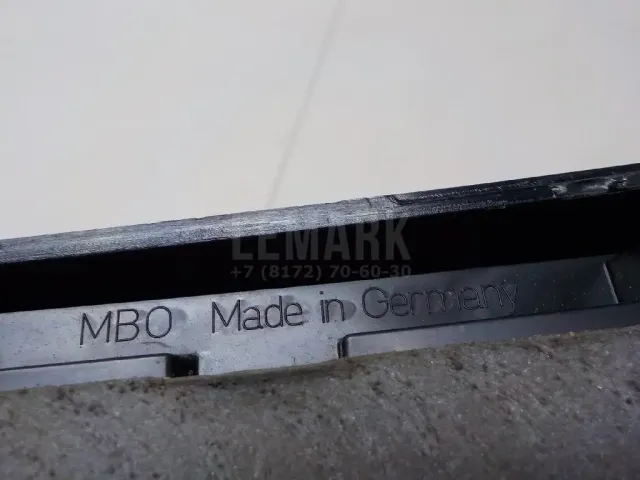 LEMARK
+7 (8172) 70-60-30
MBO Made in Germany